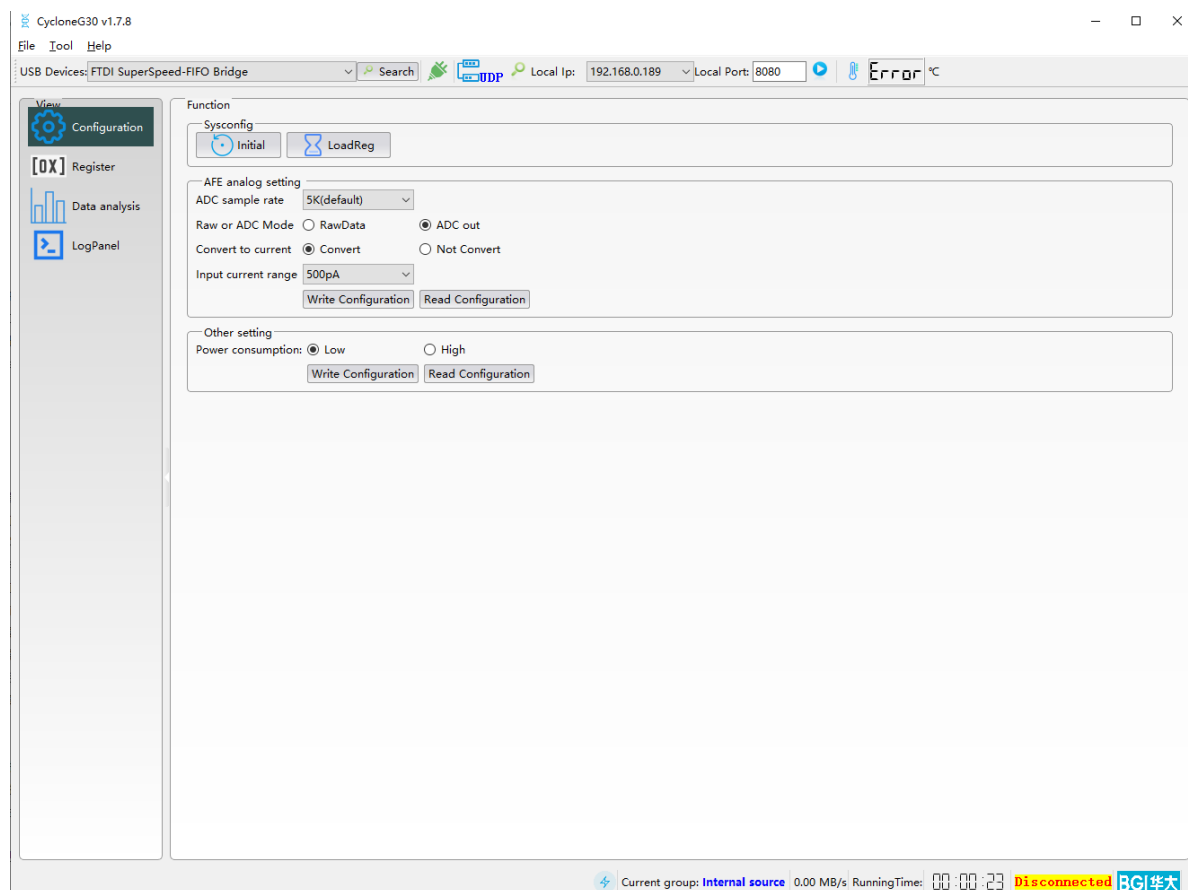 CycloneG30 v1.7.8
File Tool Help
USB Devices: FTDI SuperSpeed-FIFO Bridge Search UDP Local Ip: 192.168.0.189 Local Port: 8080 Error ℃
View
Configuration
[0X] Register
Data analysis
LogPanel
Function
Sysconfig
Initial LoadReg
AFE analog setting
ADC sample rate 5K(default)
Raw or ADC Mode RawData ADC out
Convert to current Convert Not Convert
Input current range 500pA
Write Configuration Read Configuration
Other setting
Power consumption: Low High
Write Configuration Read Configuration
Current group: Internal source 0.00 MB/s RunningTime: 00:00:23 Disconnected BGI华大